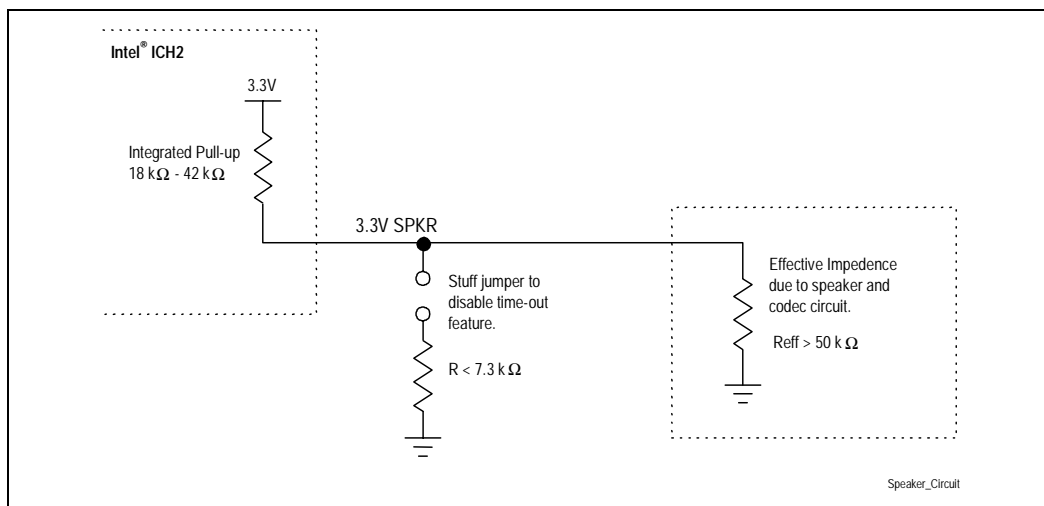 Intel® ICH2
3.3V
Integrated Pull-up
18 kΩ - 42 kΩ
3.3V SPKR
Stuff jumper to
disable time-out
feature.
R < 7.3 kΩ
Effective Impedence
due to speaker and
codec circuit.
Reff > 50 kΩ
Speaker_Circuit